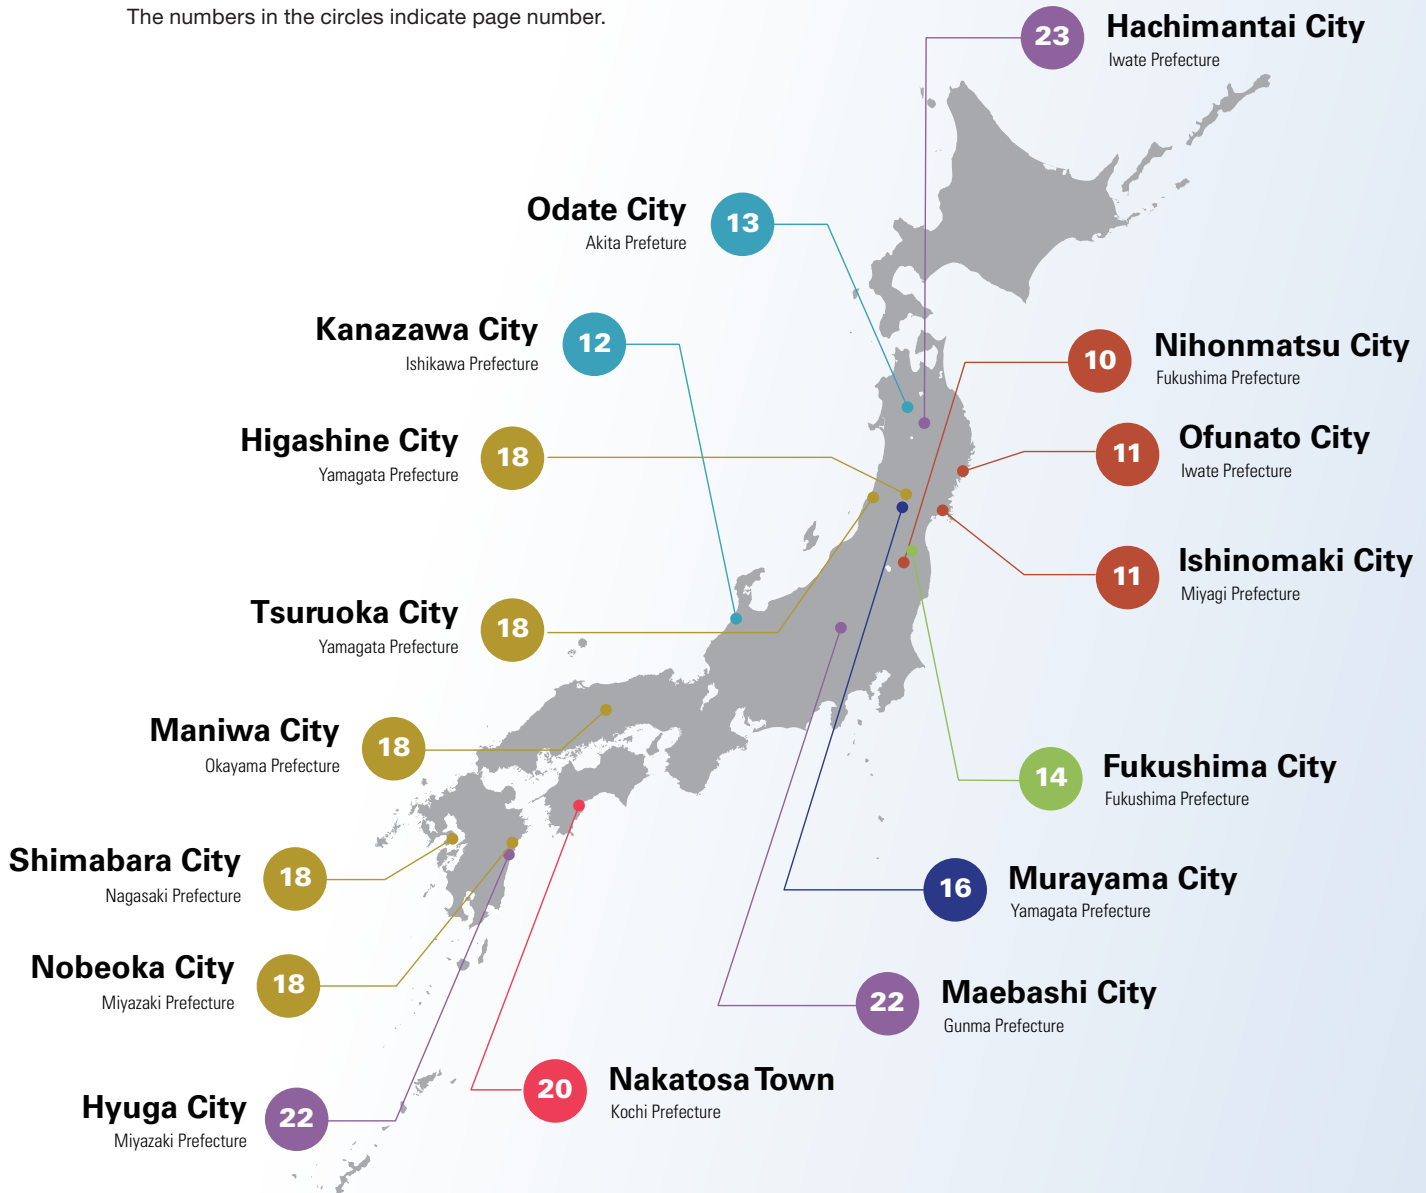 The numbers in the circles indicate page number.
23
Hachimantai City
Iwate Prefecture
Odate City
Akita Prefeture
13
Kanazawa City
Ishikawa Prefecture
12
10
Nihonmatsu City
Fukushima Prefecture
Higashine City
Yamagata Prefecture
18
11
Ofunato City
Iwate Prefecture
11
Ishinomaki City
Miyagi Prefecture
Tsuruoka City
Yamagata Prefecture
18
Maniwa City
Okayama Prefecture
18
14
Fukushima City
Fukushima Prefecture
Shimabara City
Nagasaki Prefecture
18
16
Murayama City
Yamagata Prefecture
Nobeoka City
Miyazaki Prefecture
18
22
Maebashi City
Gunma Prefecture
20
Nakatosa Town
Kochi Prefecture
Hyuga City
Miyazaki Prefecture
22